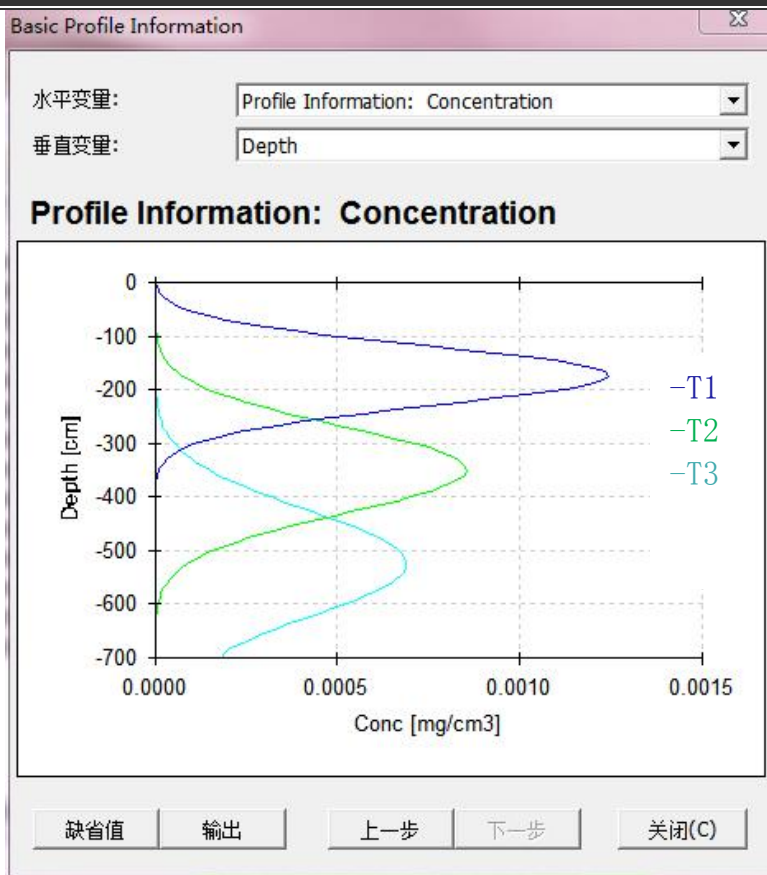 Basic Profile Information
水平变量: Profile Information: Concentration
垂直变量: Depth
Profile Information: Concentration
0
-100
-200
-300
-400
-500
-600
-700
Depth [cm]
-T1
-T2
-T3
0.0000 0.0005 0.0010 0.0015
Conc [mg/cm3]
缺省值 输出 上一步 下一步 关闭(C)